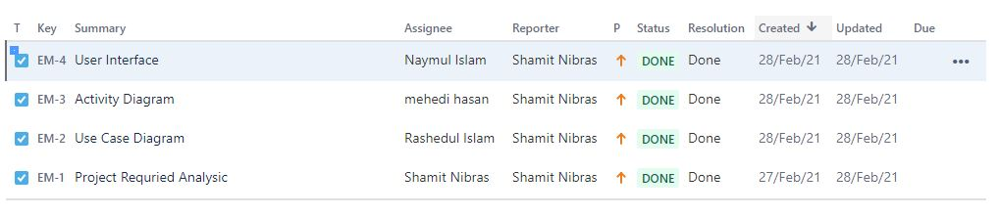 T Key Summary Assignee Reporter P Status Resolution Created Updated Due
EM-4 User Interface Naymul Islam Shamit Nibras DONE Done 28/Feb/21 28/Feb/21
EM-3 Activity Diagram mehedi hasan Shamit Nibras DONE Done 28/Feb/21 28/Feb/21
EM-2 Use Case Diagram Rashedul Islam Shamit Nibras DONE Done 28/Feb/21 28/Feb/21
EM-1 Project Requried Analysic Shamit Nibras Shamit Nibras DONE Done 27/Feb/21 28/Feb/21